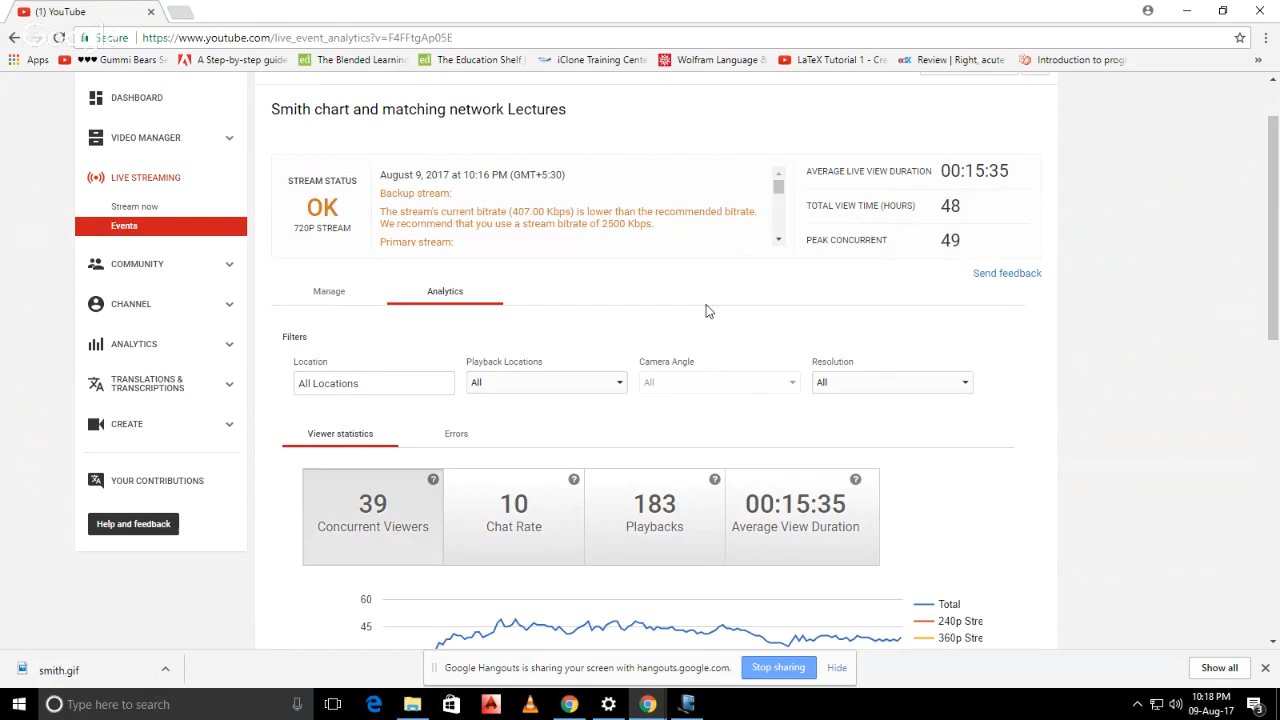 (1) YouTube
Secure
https://www.youtube.com/live_event_analytics?v=F4FFtgAp05E
Apps
♥♥♥ Gummi Bears S
A Step-by-step guide
The Blended Learning
The Education Shelf
iClone Training Cente
Wolfram Language &
LaTeX Tutorial 1 - Cre
Review | Right, acute
Introduction to prog
DASHBOARD
VIDEO MANAGER
LIVE STREAMING
Stream now
Events
COMMUNITY
CHANNEL
ANALYTICS
TRANSLATIONS &
TRANSCRIPTIONS
CREATE
YOUR CONTRIBUTIONS
Help and feedback
Smith chart and matching network Lectures
STREAM STATUS
OK
720P STREAM
August 9, 2017 at 10:16 PM (GMT+5:30)
Backup stream:
The stream's current bitrate (407.00 Kbps) is lower than the recommended bitrate.
We recommend that you use a stream bitrate of 2500 Kbps.
Primary stream:
AVERAGE LIVE VIEW DURATION 00:15:35
TOTAL VIEW TIME (HOURS) 48
PEAK CONCURRENT 49
Send feedback
Manage
Analytics
Filters
Location
Playback Locations
Camera Angle
Resolution
All Locations
All
All
All
Viewer statistics
Errors
39
Concurrent Viewers
10
Chat Rate
183
Playbacks
00:15:35
Average View Duration
60
45
Total
240p Stre
360p Stre
smith.gif
Google Hangouts is sharing your screen with hangouts.google.com.
Stop sharing
Hide
Show all
Type here to search
10:18 PM
09-Aug-17
3